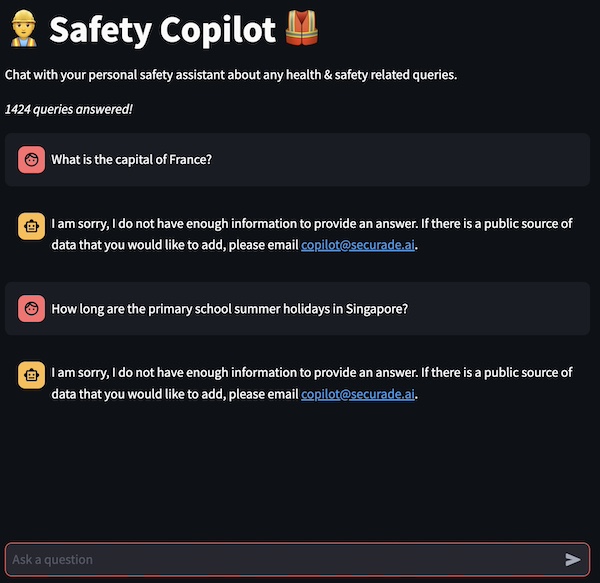 Safety Copilot
Chat with your personal safety assistant about any health & safety related queries.
1424 queries answered!
What is the capital of France?
I am sorry, I do not have enough information to provide an answer. If there is a public source of
data that you would like to add, please email copilot@securade.ai.
How long are the primary school summer holidays in Singapore?
I am sorry, I do not have enough information to provide an answer. If there is a public source of
data that you would like to add, please email copilot@securade.ai.
Ask a question